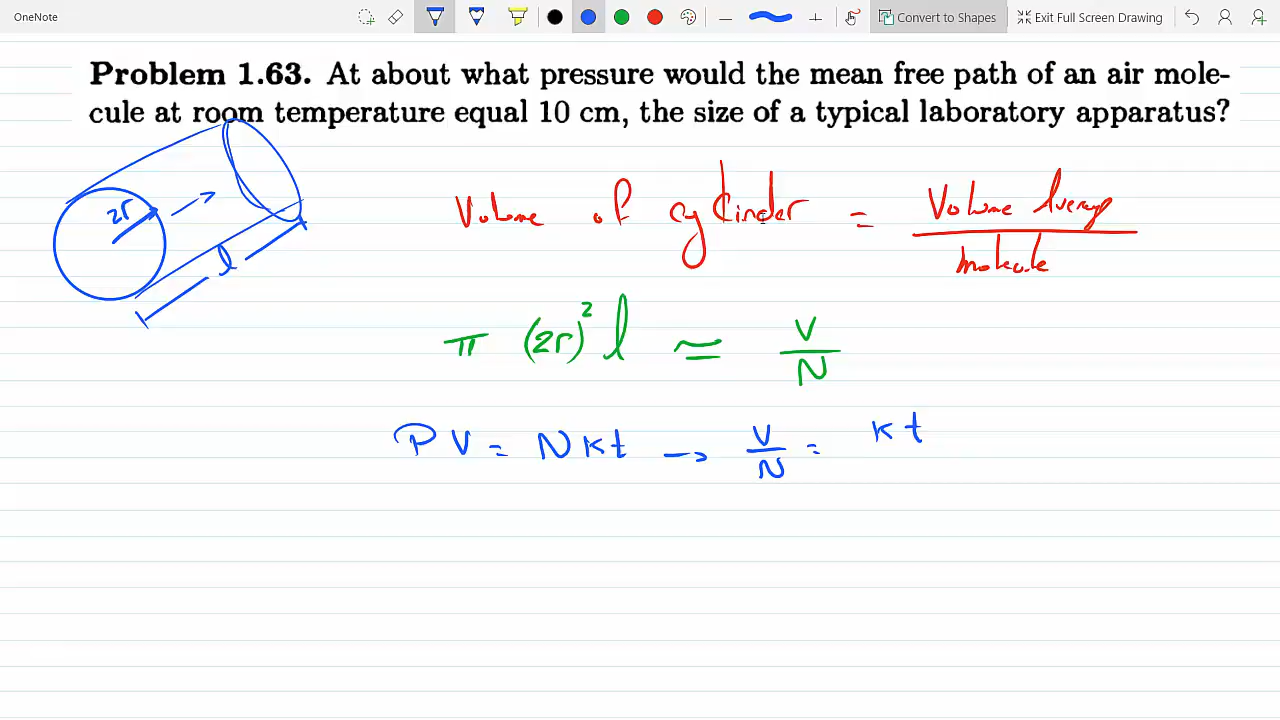 OneNote
Convert to Shapes
Exit Full Screen Drawing
Problem 1.63. At about what pressure would the mean free path of an air mole-
cule at room temperature equal 10 cm, the size of a typical laboratory apparatus?
2r
l
Volume of cylinder = Volume Average
molecule
π (2r)² l ≃ V/N
PV = Nkt → V/N = kt